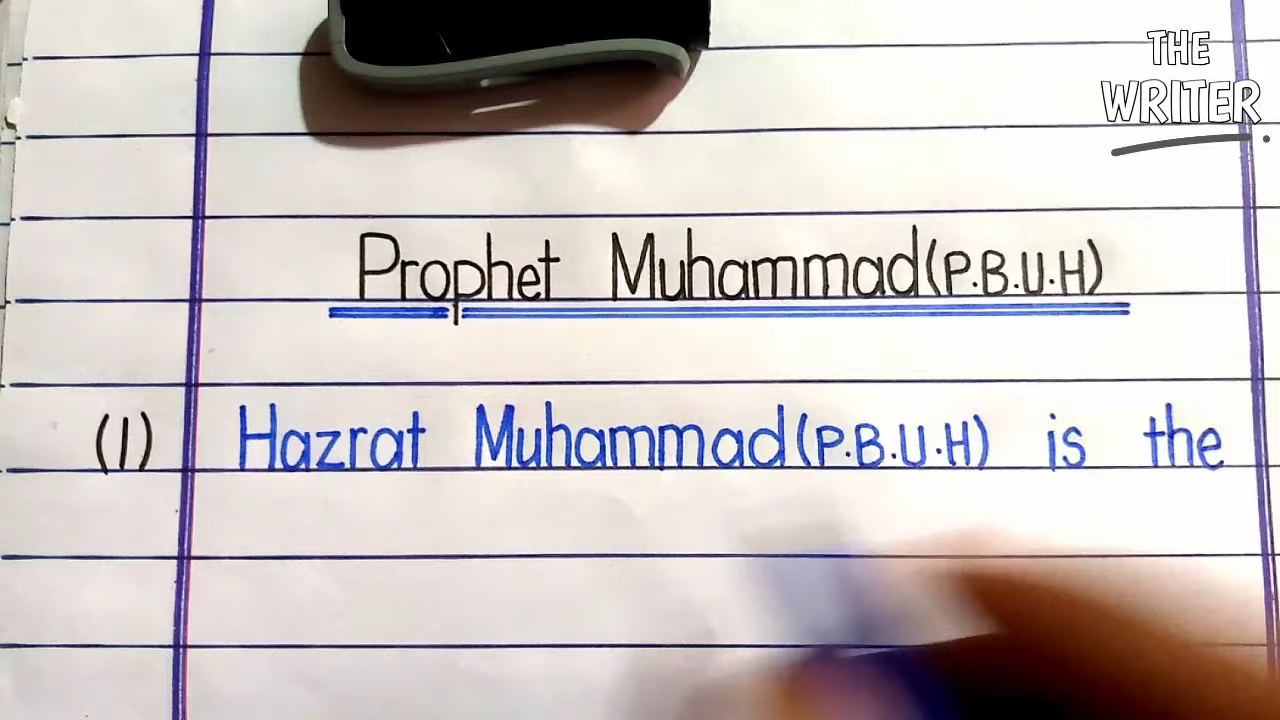 THE
WRITER.
Prophet Muhammad(P.B.U.H)
(1) Hazrat Muhammad(P.B.U.H) is the